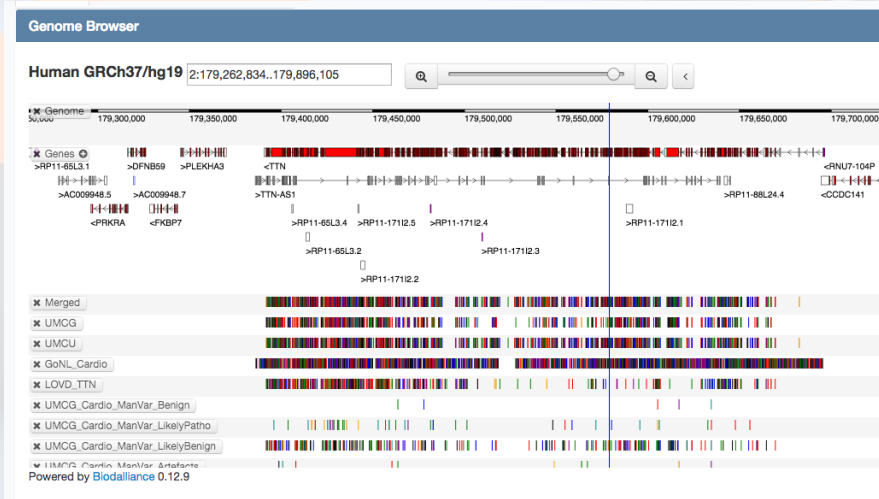 Genome Browser
Human GRCh37/hg19 2:179,262,834..179,896,105
Genome
179,300,000 179,350,000 179,400,000 179,450,000 179,500,000 179,550,000 179,600,000 179,650,000 179,700,000
Genes
>RP11-65L3.1 >DFNB59 >PLEKHA3 <TTN <RNU7-104P
>AC009948.4 >AC009948.7 >TTN-AS1 >RP11-88L24.5 <CCDC141
<PRKRA <FKBP7 >RP11-65L3.4 >RP11-171I2.5 >RP11-171I2.4 >RP11-171I2.1
>RP11-65L3.2 >RP11-171I2.3
>RP11-171I2.2
Merged
UMCG
UMCU
GoNL_Cardio
LOVD_TTN
UMCG_Cardio_ManVar_Benign
UMCG_Cardio_ManVar_LikelyPatho
UMCG_Cardio_ManVar_LikelyBenign
UMCG_Cardio_ManVar_Artefacts
Powered by Biodalliance 0.12.9